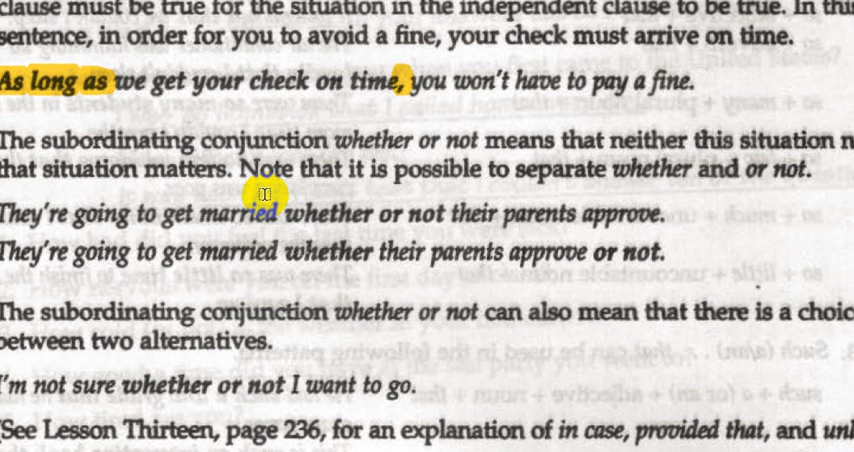 clause must be true for the situation in the independent clause to be true. In this
sentence, in order for you to avoid a fine, your check must arrive on time.
As long as we get your check on time, you won't have to pay a fine.
The subordinating conjunction whether or not means that neither this situation n
that situation matters. Note that it is possible to separate whether and or not.
They're going to get married whether or not their parents approve.
They're going to get married whether their parents approve or not.
The subordinating conjunction whether or not can also mean that there is a choic
between two alternatives.
I'm not sure whether or not I want to go.
(See Lesson Thirteen, page 236, for an explanation of in case, provided that, and unl